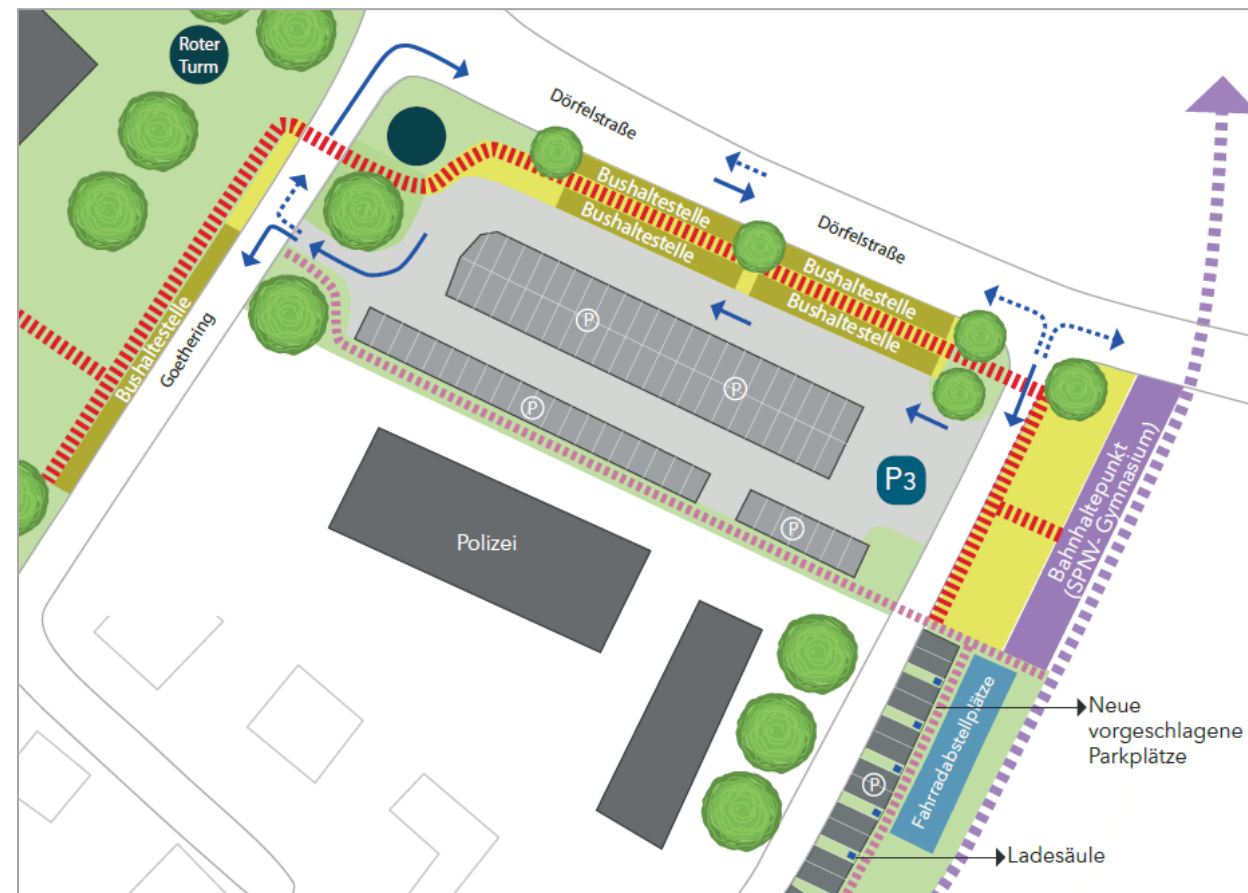 Roter
Turm
Dörfelstraße
Bushaltestelle
Bushaltestelle
Dörfelstraße
Bushaltestelle
Bushaltestelle
Bushaltestelle
Goethering
P
P
P
P3
P
Polizei
Bahnhaltepunkt
(SPNV- Gymnasium)
Fahrradabstellplätze
Neue
vorgeschlagene
Parkplätze
P
Ladesäule